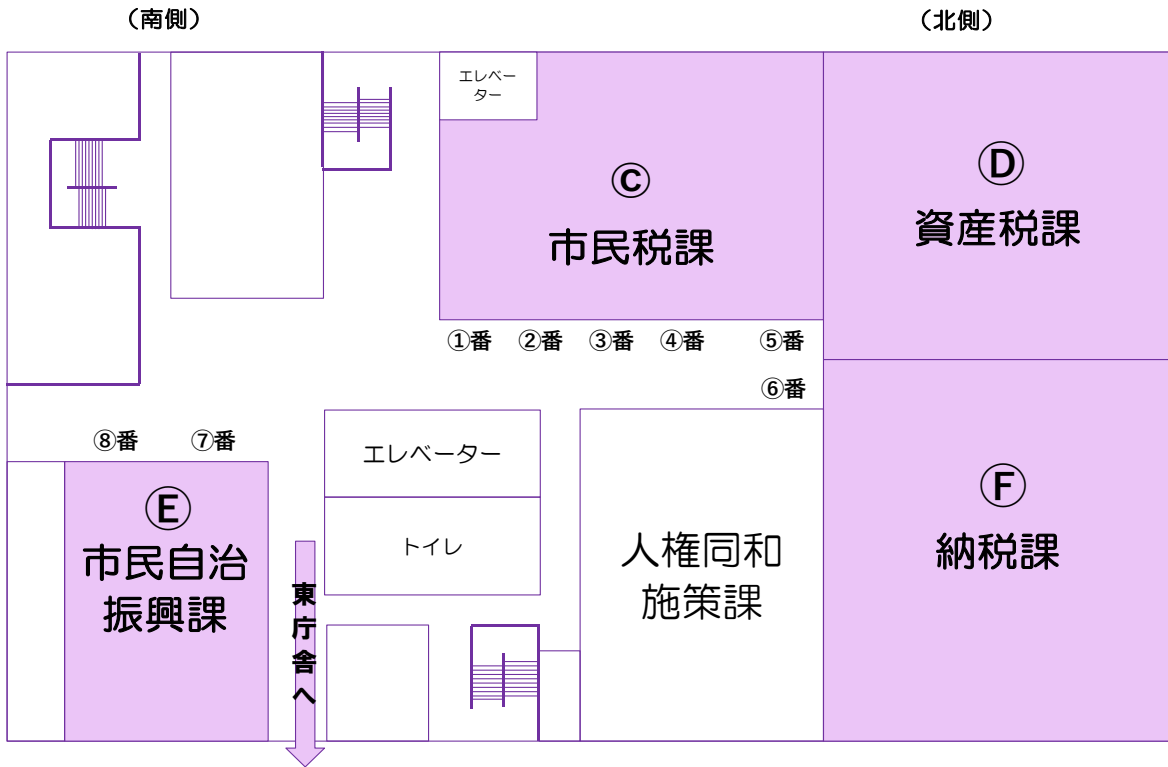 （南側）
（北側）
エレベー
ター
Ⓒ
市民税課
Ⓓ
資産税課
①番
②番
③番
④番
⑤番
⑥番
⑧番
⑦番
エレベーター
トイレ
Ⓔ
市民自治
振興課
東庁舎へ
人権同和
施策課
Ⓕ
納税課